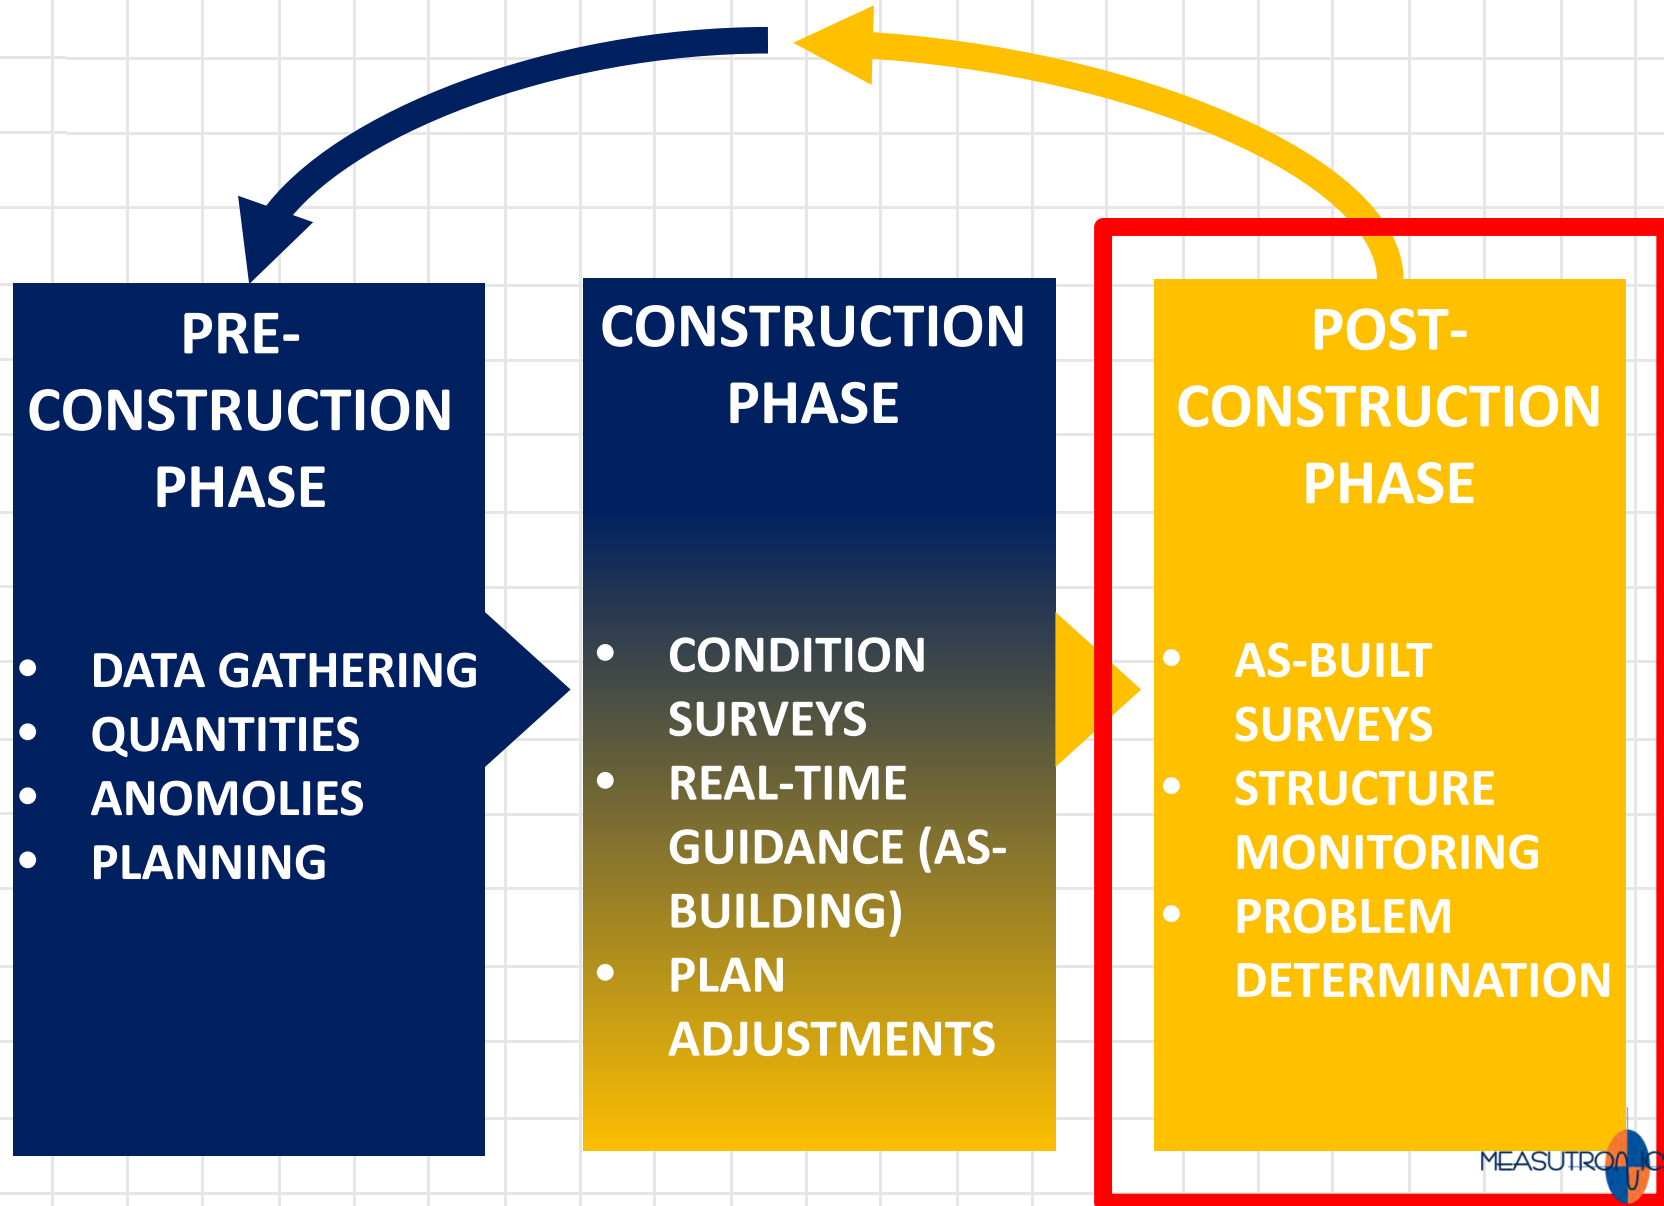 PRE-
CONSTRUCTION
PHASE
• DATA GATHERING
• QUANTITIES
• ANOMOLIES
• PLANNING
CONSTRUCTION
PHASE
• CONDITION
SURVEYS
• REAL-TIME
GUIDANCE (AS-
BUILDING)
• PLAN
ADJUSTMENTS
POST-
CONSTRUCTION
PHASE
• AS-BUILT
SURVEYS
• STRUCTURE
MONITORING
• PROBLEM
DETERMINATION
MEASUTRONIC